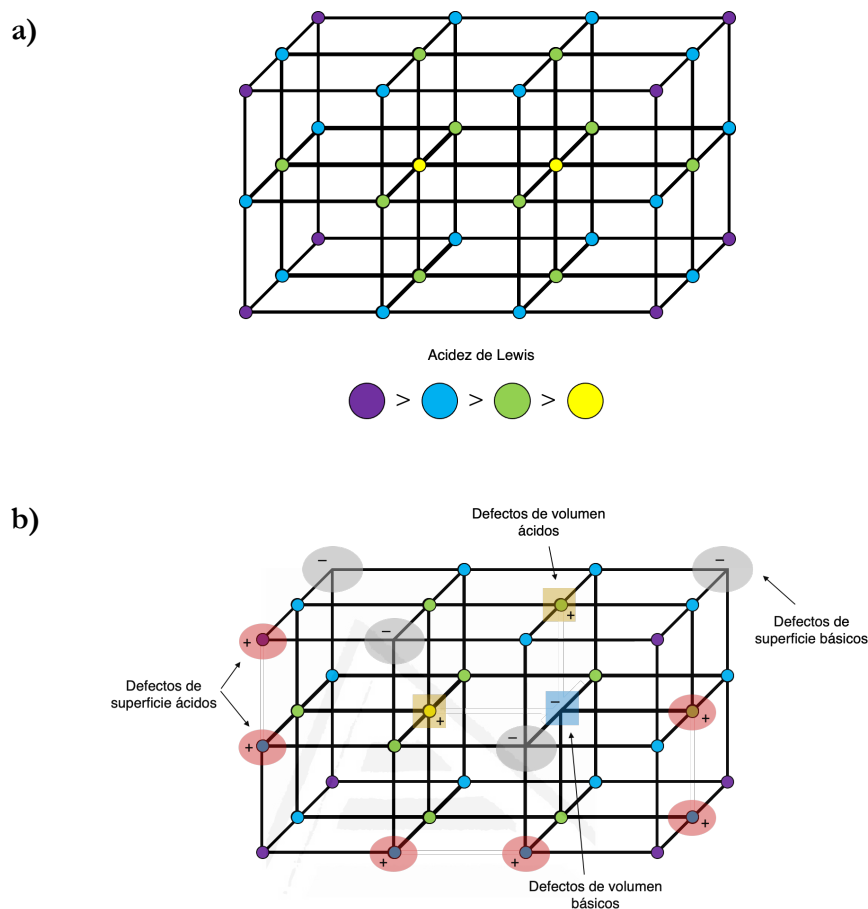 a)
Acidez de Lewis
> > >
b)
Defectos de volumen
ácidos
− −
+
Defectos de
superficie básicos
+ −
Defectos de
superficie ácidos
− +
+
+ −
+
Defectos de volumen
básicos
+ +